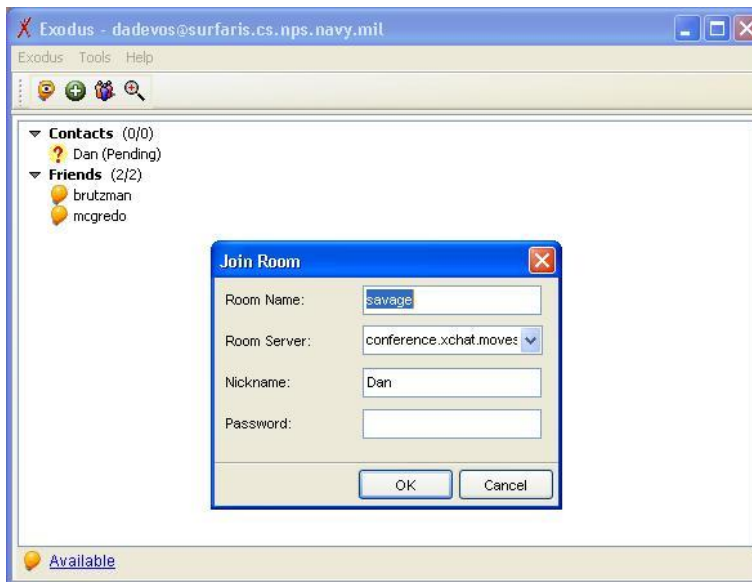 Exodus - dadevos@surfaris.cs.nps.navy.mil
Exodus Tools Help
Contacts (0/0)
Dan (Pending)
Friends (2/2)
brutzman
mcgredo
Join Room
Room Name: savage
Room Server: conference.xchat.moves
Nickname: Dan
Password:
OK Cancel
Available